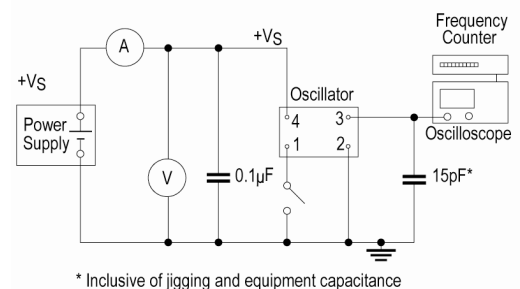 Frequency
Counter
+VS
A
+VS
Oscillator
Power
Supply
4
3
1
2
Oscilloscope
V
0.1µF
15pF*
* Inclusive of jigging and equipment capacitance